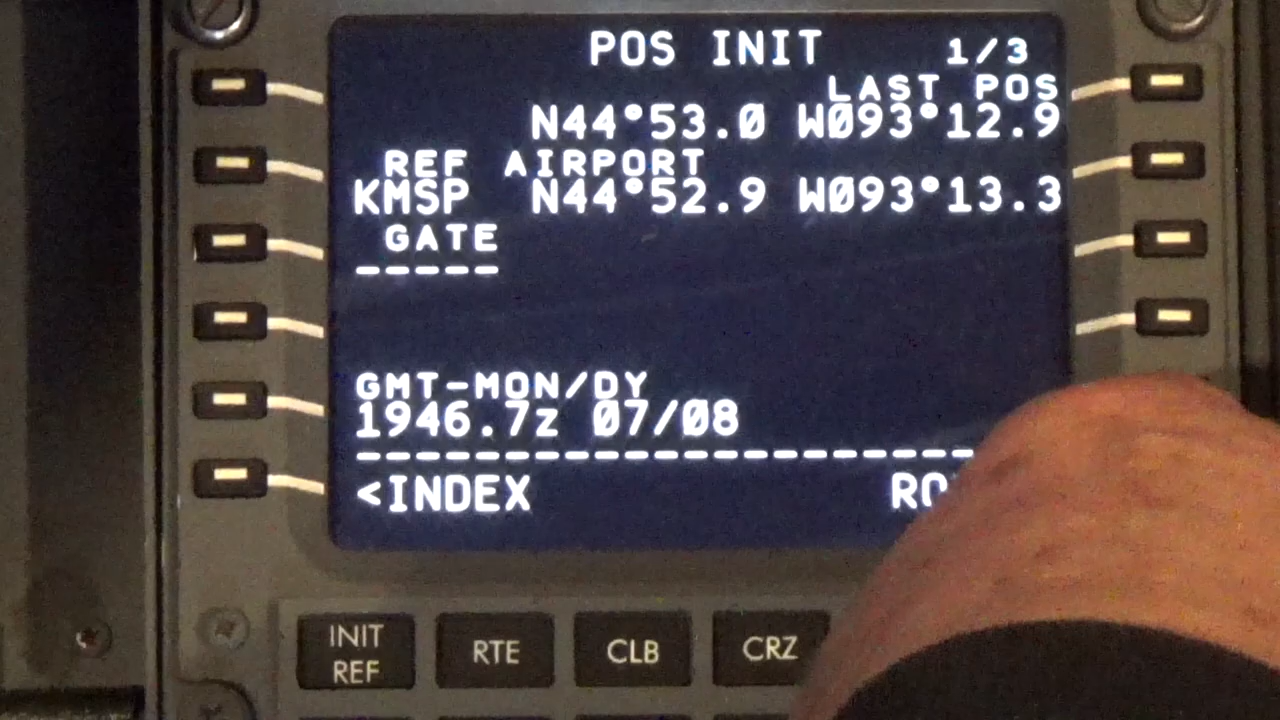 POS INIT 1/3
LAST POS
N44°53.0 W093°12.9
REF AIRPORT
KMSP N44°52.9 W093°13.3
GATE
-----
GMT-MON/DY
1946.7z 07/08
<INDEX
INIT REF
RTE
CLB
CRZ